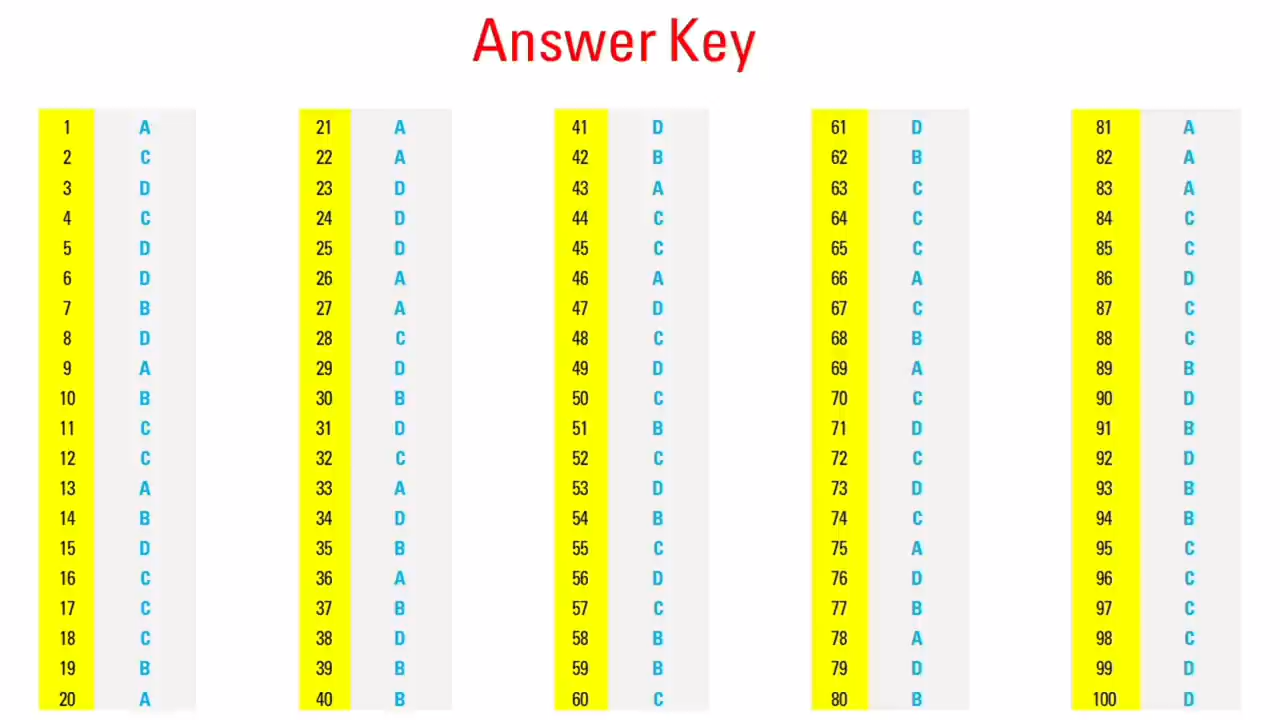 Answer Key
1 A 21 A 41 D 61 D 81 A
2 C 22 A 42 B 62 B 82 A
3 D 23 D 43 A 63 C 83 A
4 C 24 D 44 C 64 C 84 C
5 D 25 D 45 C 65 C 85 C
6 D 26 A 46 A 66 A 86 D
7 B 27 A 47 D 67 C 87 C
8 D 28 C 48 C 68 B 88 C
9 A 29 D 49 D 69 A 89 B
10 B 30 B 50 C 70 C 90 D
11 C 31 D 51 B 71 D 91 B
12 C 32 C 52 C 72 C 92 D
13 A 33 A 53 D 73 D 93 B
14 B 34 D 54 B 74 C 94 B
15 D 35 B 55 C 75 A 95 C
16 C 36 A 56 D 76 D 96 C
17 C 37 B 57 C 77 B 97 C
18 C 38 D 58 B 78 A 98 C
19 B 39 B 59 B 79 D 99 D
20 A 40 B 60 C 80 B 100 D